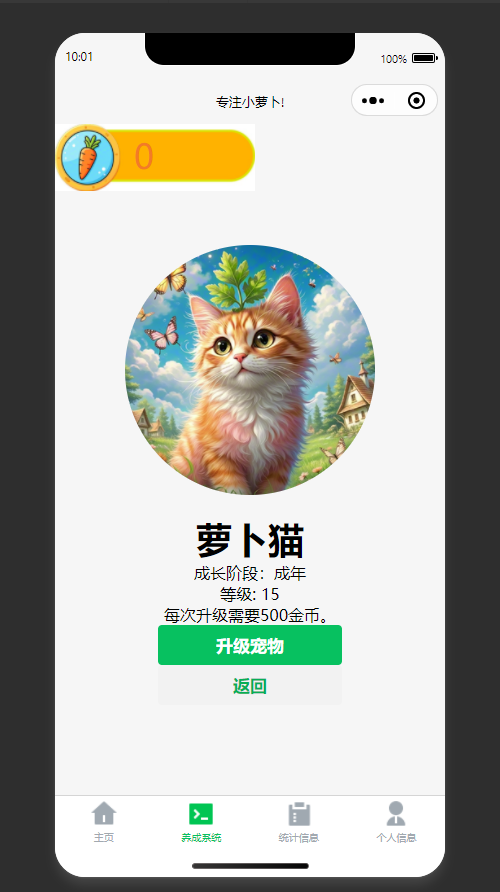 10:01
100%
专注小萝卜!
0
萝卜猫
成长阶段：成年
等级: 15
每次升级需要500金币。
升级宠物
返回
主页
养成系统
统计信息
个人信息